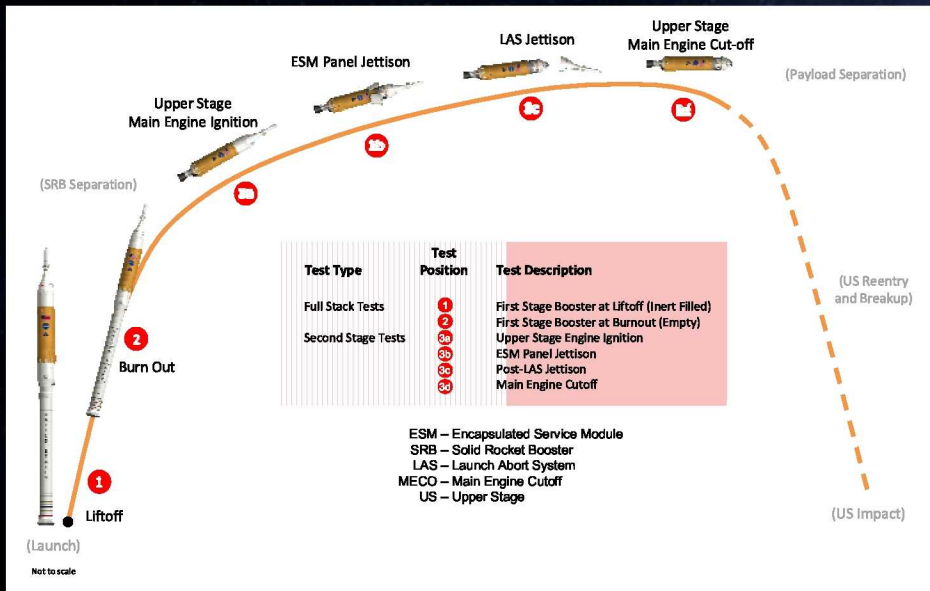 Upper Stage
Main Engine Cut-off
LAS Jettison
ESM Panel Jettison
(Payload Separation)
Upper Stage
Main Engine Ignition
3d
3c
3b
3a
(SRB Separation)
Test Type Test Position Test Description
Full Stack Tests 1 First Stage Booster at Liftoff (Inert Filled)
2 First Stage Booster at Burnout (Empty)
Second Stage Tests 3a Upper Stage Engine Ignition
3b ESM Panel Jettison
3c Post-LAS Jettison
3d Main Engine Cutoff
(US Reentry
and Breakup)
2
Burn Out
ESM – Encapsulated Service Module
SRB – Solid Rocket Booster
LAS – Launch Abort System
MECO – Main Engine Cutoff
US – Upper Stage
1
Liftoff
(US Impact)
(Launch)
Not to scale